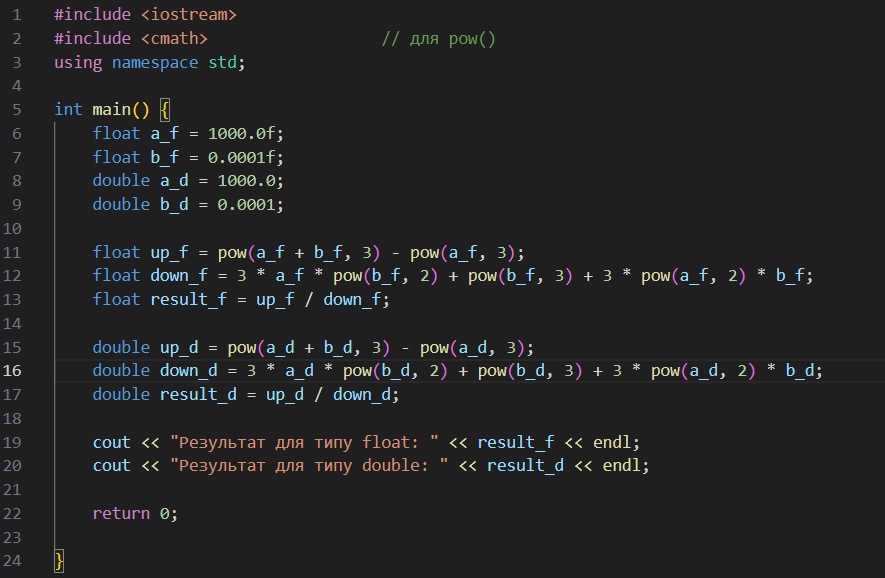 1 #include <iostream>
2 #include <cmath> // для pow()
3 using namespace std;
4
5 int main() {
6 float a_f = 1000.0f;
7 float b_f = 0.0001f;
8 double a_d = 1000.0;
9 double b_d = 0.0001;
10
11 float up_f = pow(a_f + b_f, 3) - pow(a_f, 3);
12 float down_f = 3 * a_f * pow(b_f, 2) + pow(b_f, 3) + 3 * pow(a_f, 2) * b_f;
13 float result_f = up_f / down_f;
14
15 double up_d = pow(a_d + b_d, 3) - pow(a_d, 3);
16 double down_d = 3 * a_d * pow(b_d, 2) + pow(b_d, 3) + 3 * pow(a_d, 2) * b_d;
17 double result_d = up_d / down_d;
18
19 cout << "Результат для типу float: " << result_f << endl;
20 cout << "Результат для типу double: " << result_d << endl;
21
22 return 0;
23
24 }